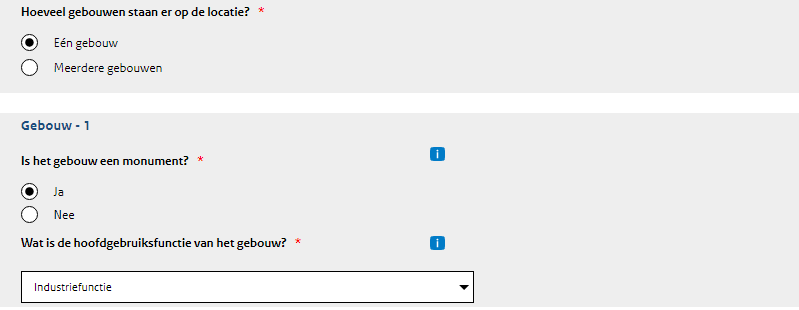 Hoeveel gebouwen staan er op de locatie? *
Eén gebouw
Meerdere gebouwen
Gebouw - 1
Is het gebouw een monument? * i
Ja
Nee
Wat is de hoofdgebruiksfunctie van het gebouw? * i
Industriefunctie